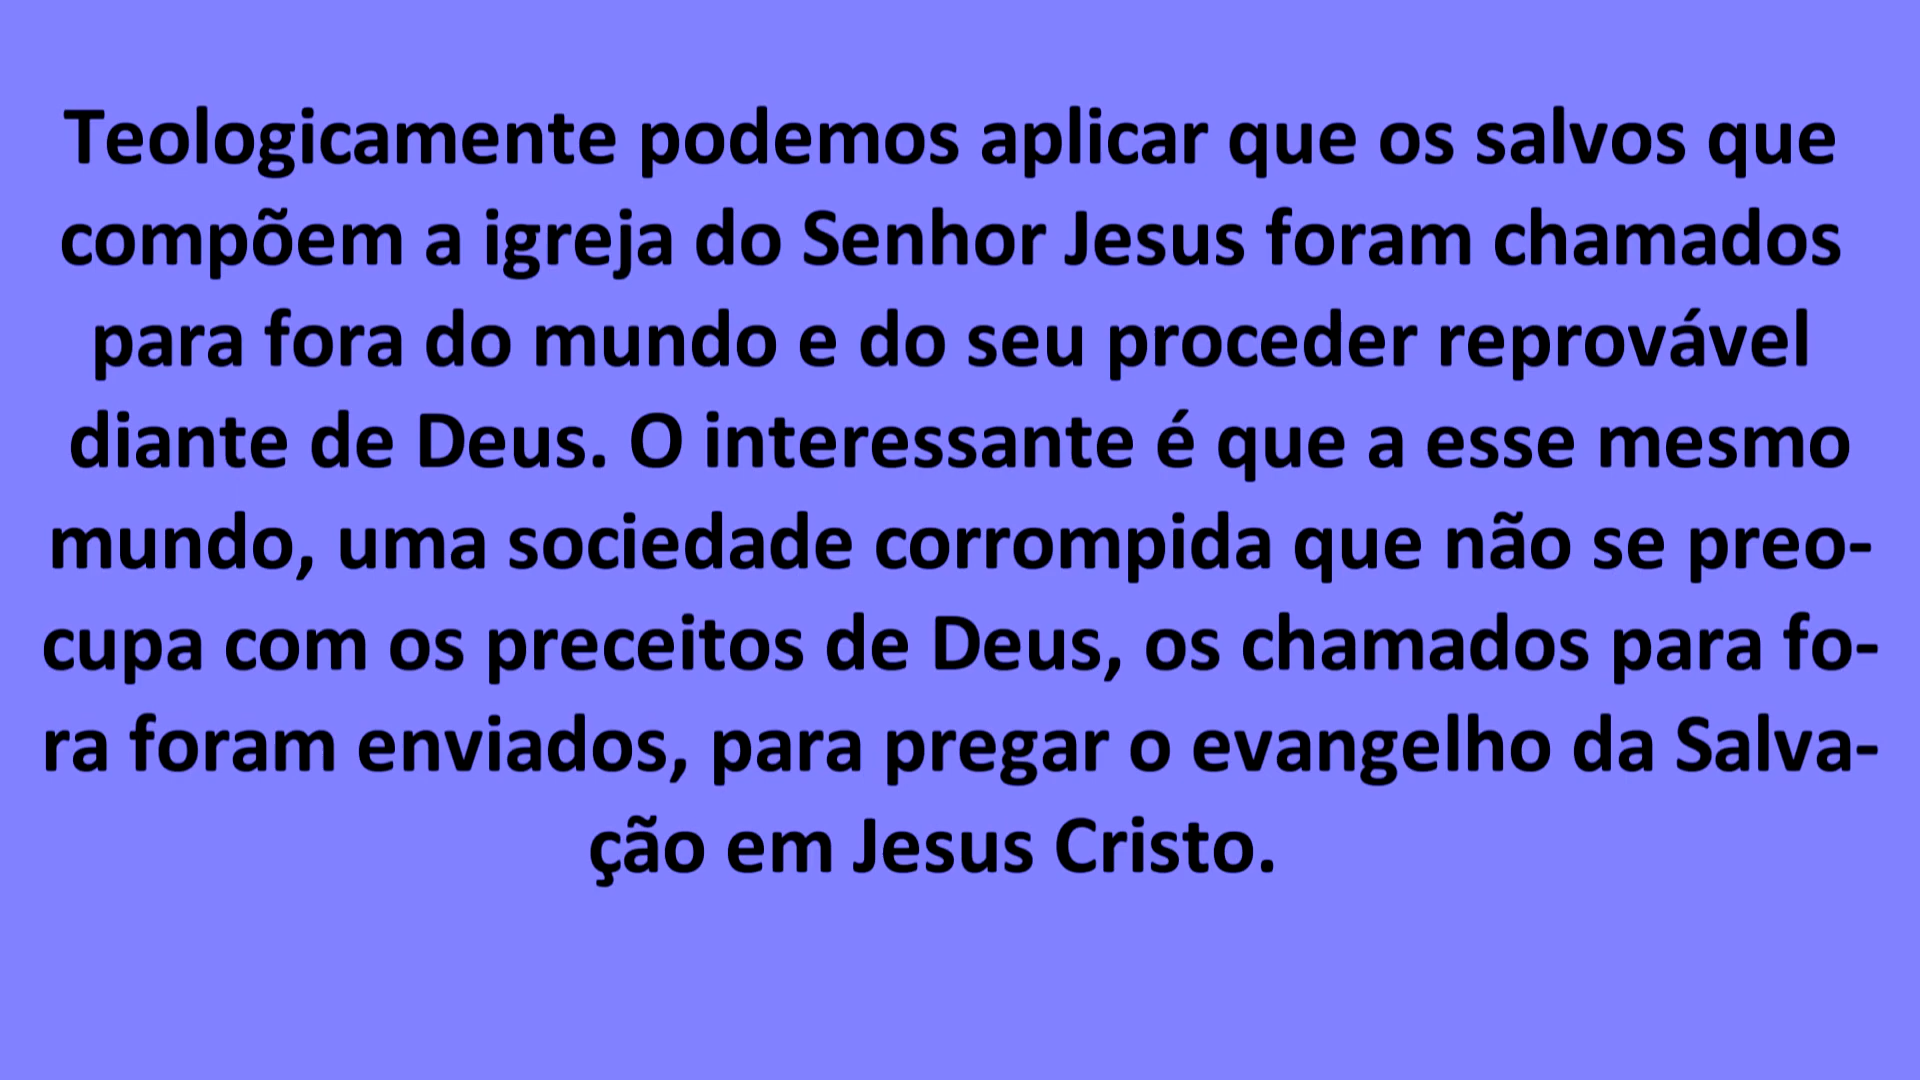 Teologicamente podemos aplicar que os salvos que
compõem a igreja do Senhor Jesus foram chamados
para fora do mundo e do seu proceder reprovável
diante de Deus. O interessante é que a esse mesmo
mundo, uma sociedade corrompida que não se preo-
cupa com os preceitos de Deus, os chamados para fo-
ra foram enviados, para pregar o evangelho da Salva-
ção em Jesus Cristo.